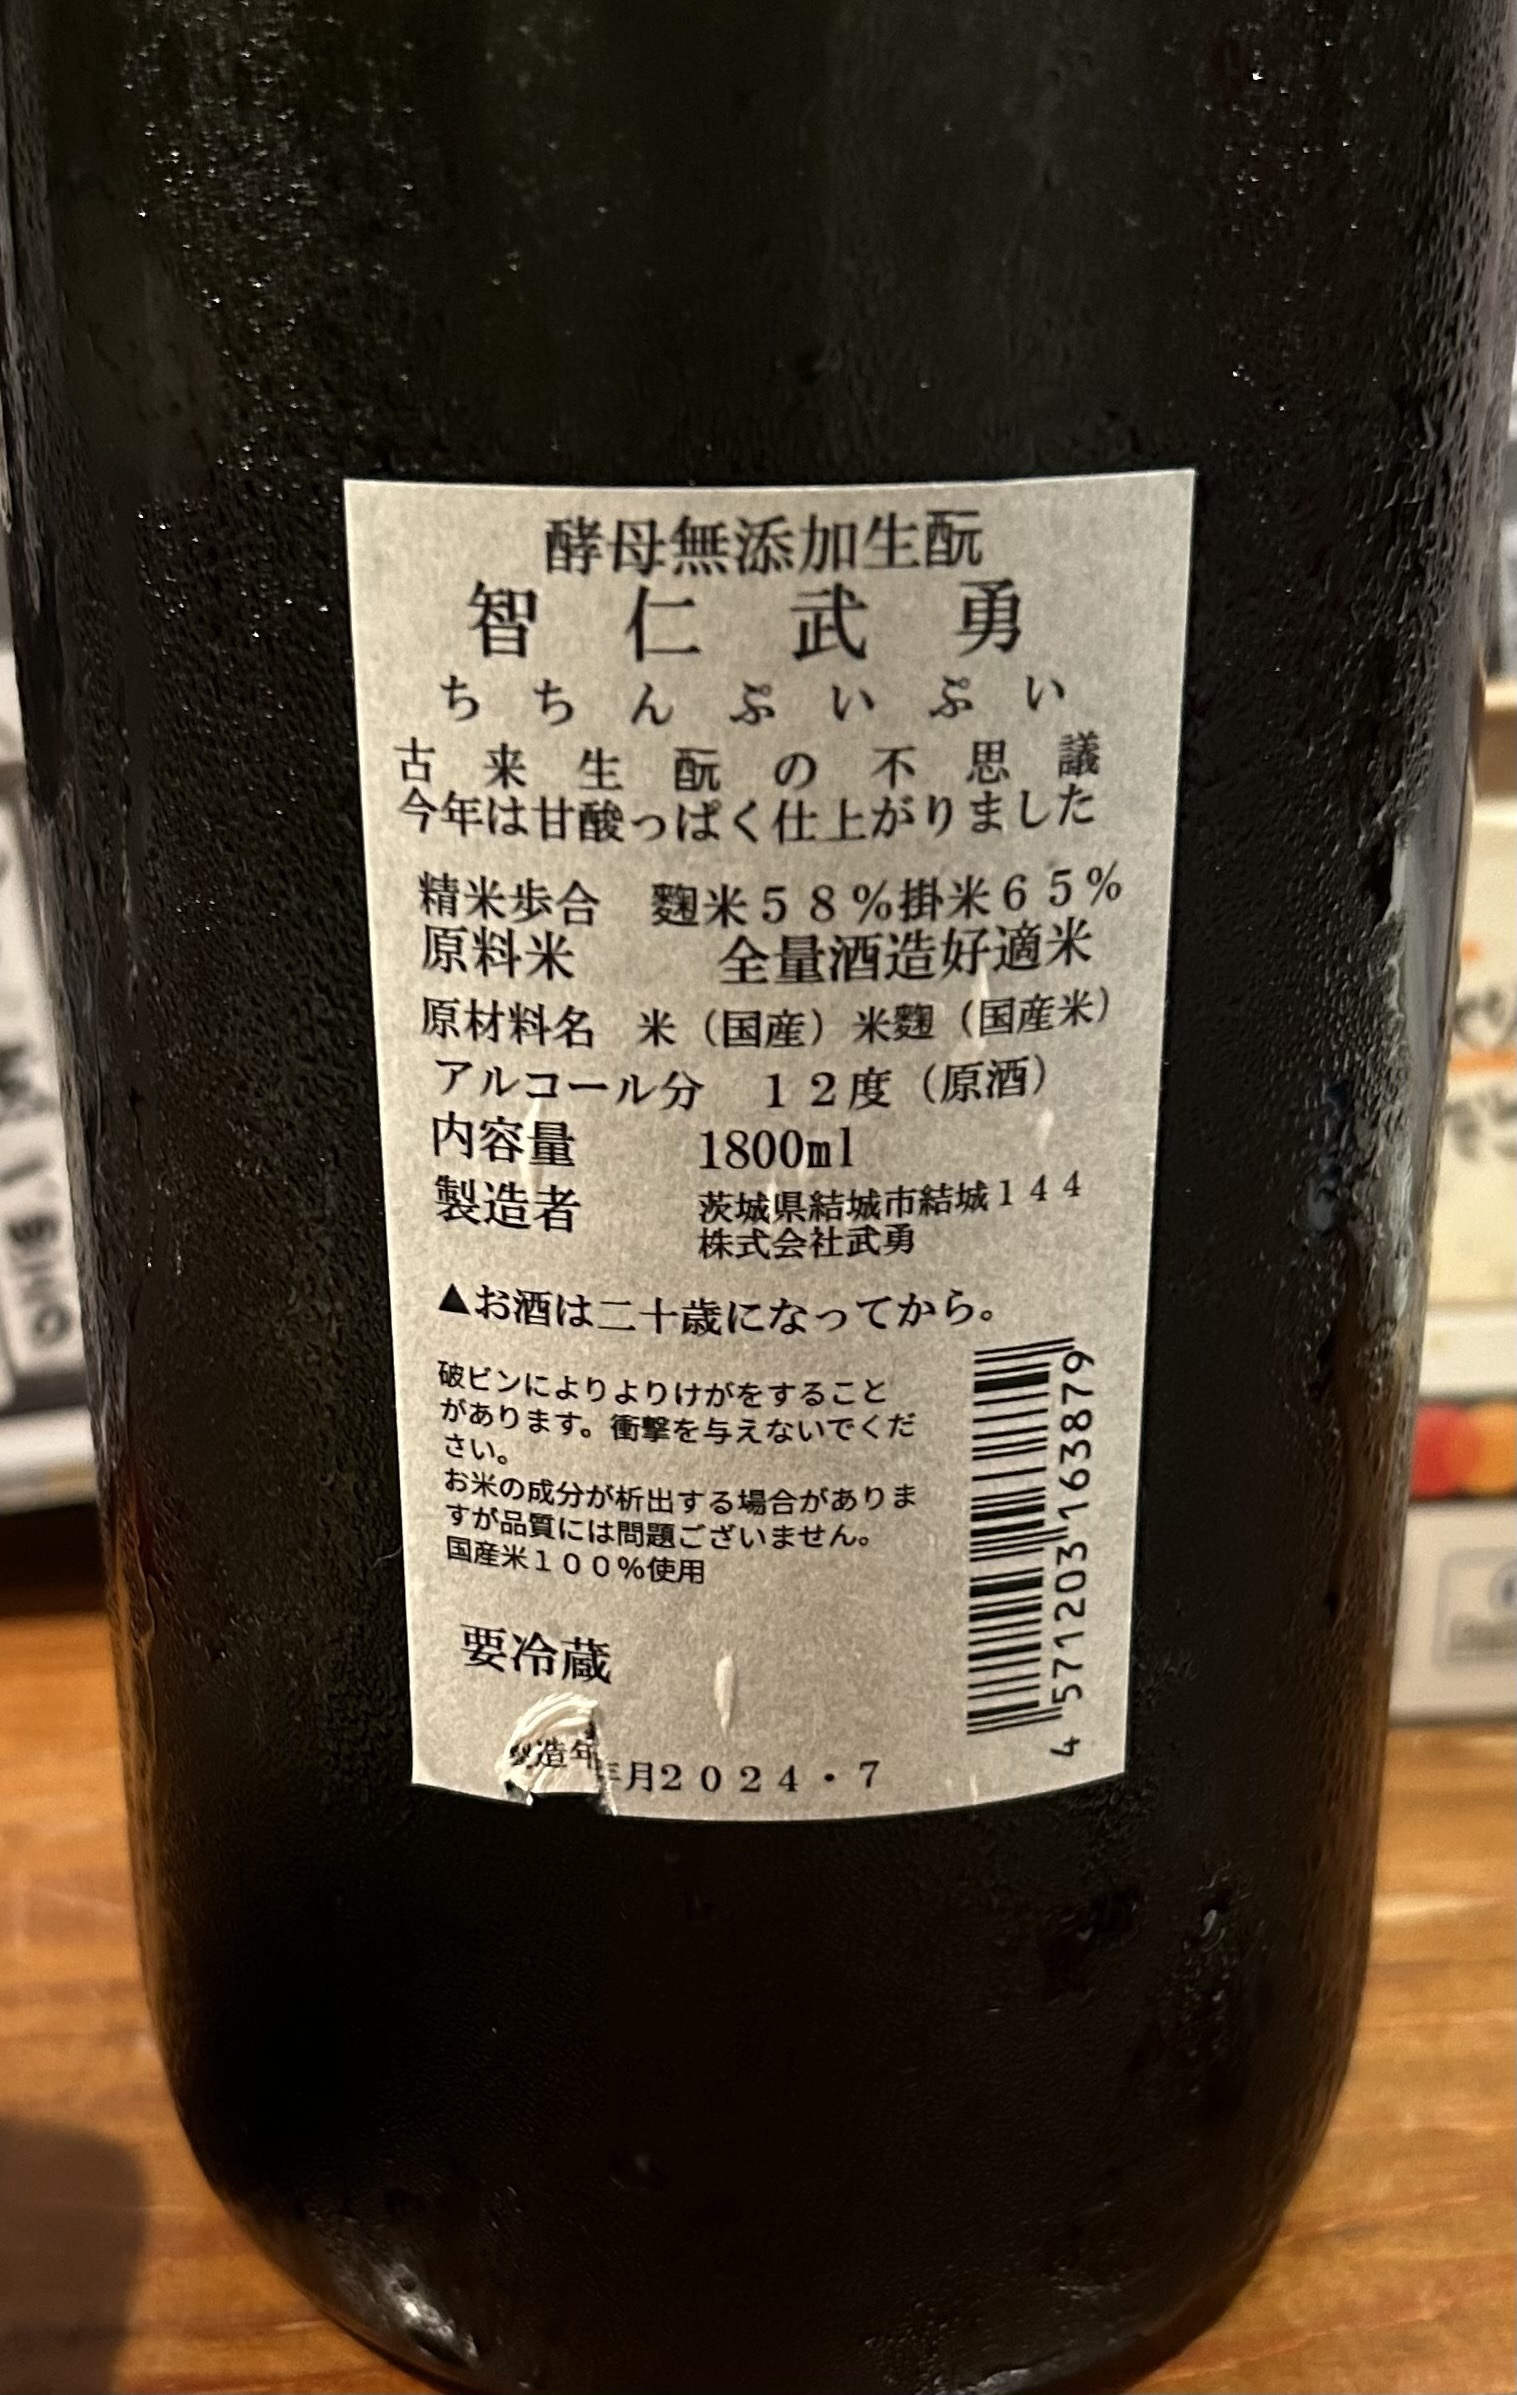 酵母無添加生酛
智仁武勇
ちちんぷいぷい
古来生酛の不思議
今年は甘酸っぱく仕上がりました
精米歩合　麴米５８%掛米６５%
原料米　全量酒造好適米
原材料名　米（国産）米麴（国産米）
アルコール分　１２度（原酒）
内容量　1800ml
製造者　茨城県結城市結城１４４
株式会社武勇
▲お酒は二十歳になってから。
破ビンによりよりけがをすること
があります。衝撃を与えないでくだ
さい。
お米の成分が析出する場合がありま
すが品質には問題ございません。
国産米１００%使用
4571203163879
要冷蔵
製造年月２０２４・７